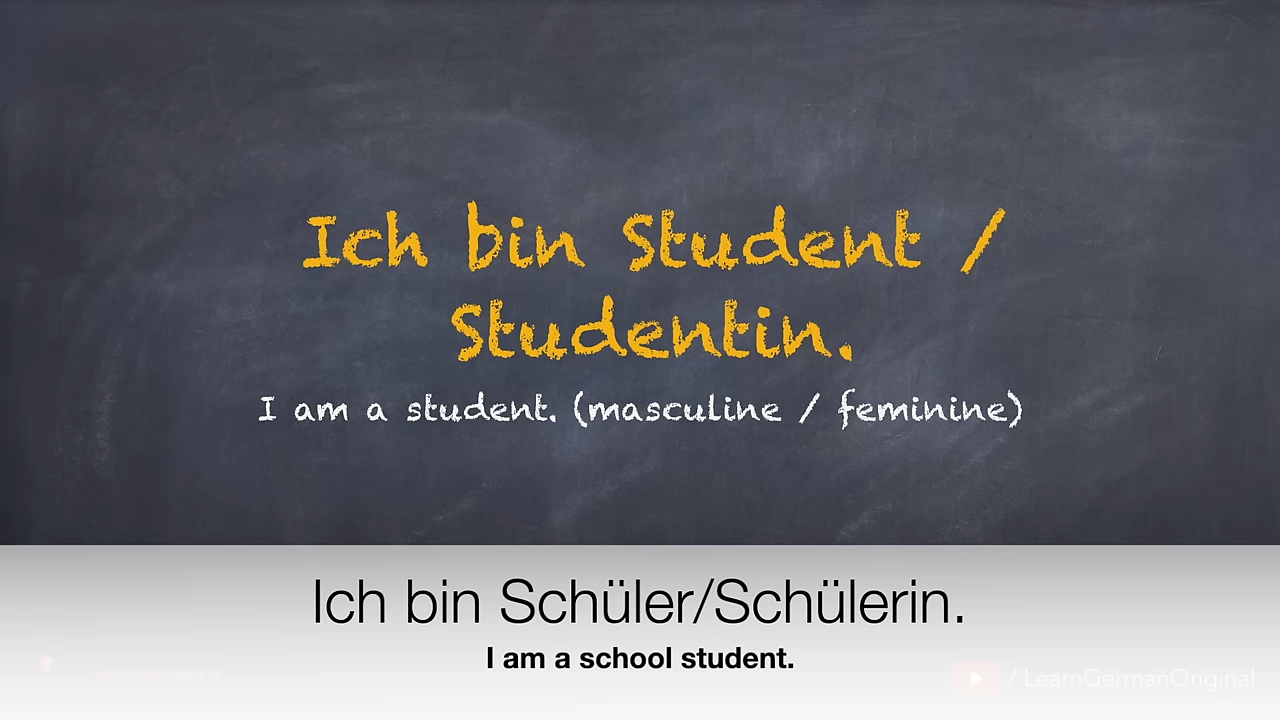 Ich bin Student /
Studentin.
I am a student. (masculine / feminine)
Ich bin Schüler/Schülerin.
I am a school student.
/ LearnGermanOriginal